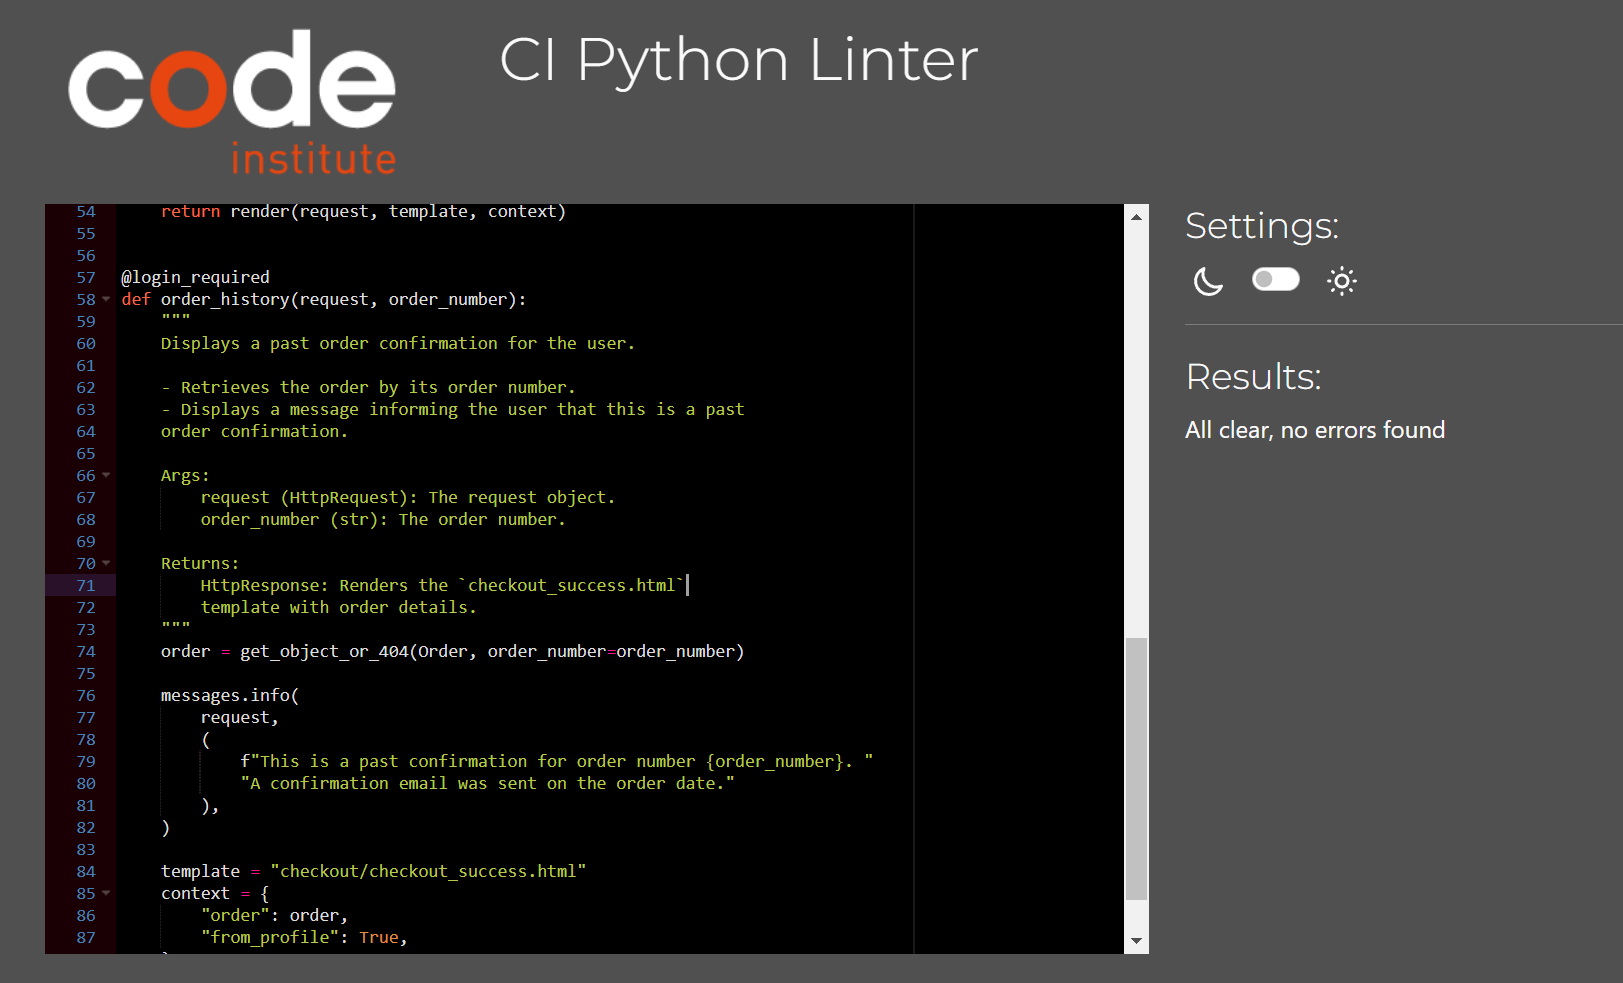 code
institute
CI Python Linter
54     return render(request, template, context)
55
56
57 @login_required
58 def order_history(request, order_number):
59     """
60     Displays a past order confirmation for the user.
61
62     - Retrieves the order by its order number.
63     - Displays a message informing the user that this is a past
64     order confirmation.
65
66     Args:
67         request (HttpRequest): The request object.
68         order_number (str): The order number.
69
70     Returns:
71         HttpResponse: Renders the `checkout_success.html`
72         template with order details.
73     """
74     order = get_object_or_404(Order, order_number=order_number)
75
76     messages.info(
77         request,
78         (
79             f"This is a past confirmation for order number {order_number}. "
80             "A confirmation email was sent on the order date."
81         ),
82     )
83
84     template = "checkout/checkout_success.html"
85     context = {
86         "order": order,
87         "from_profile": True,
Settings:
Results:
All clear, no errors found